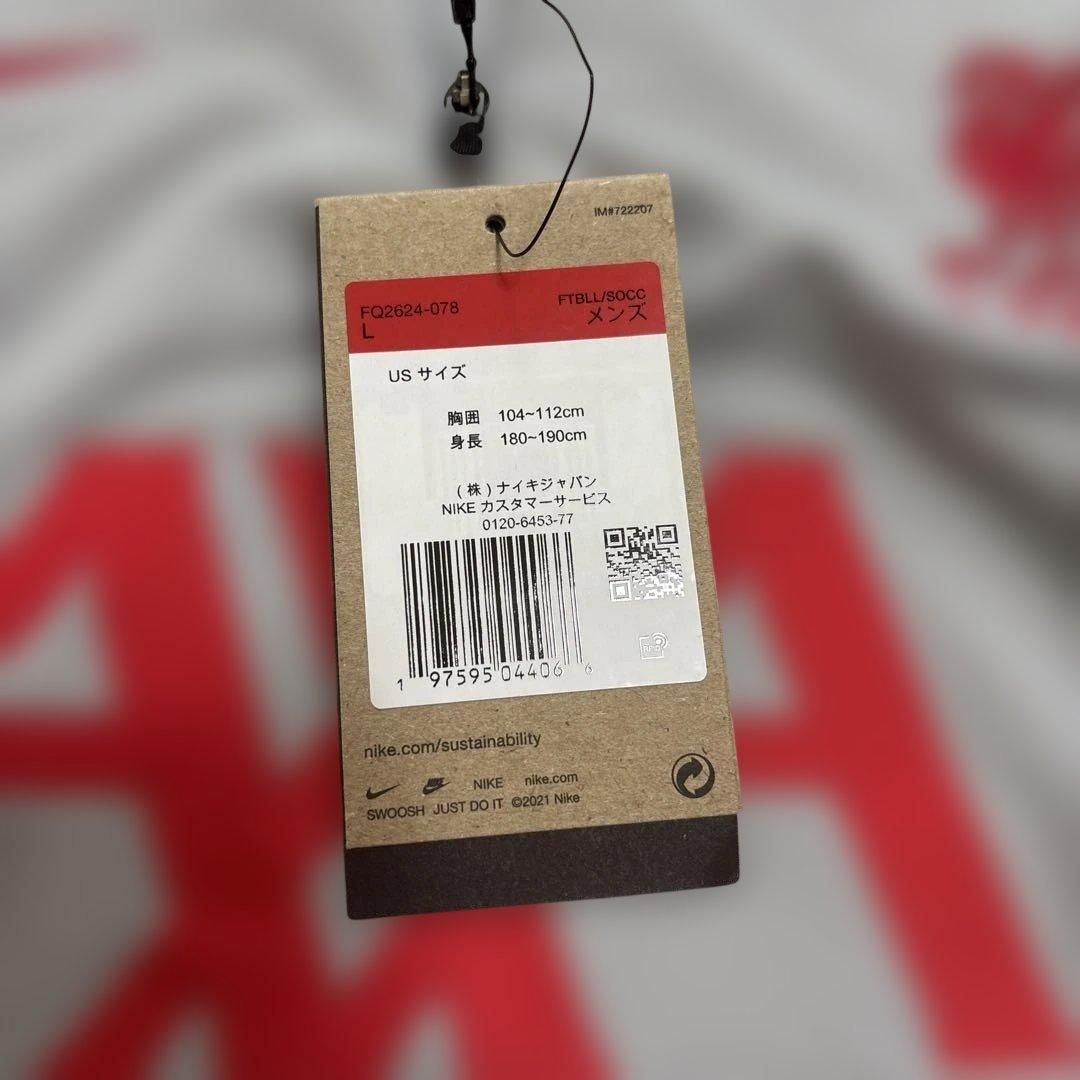 IM#722207
FQ2624-078
FTBLL/SOCC
L
メンズ
US サイズ
胸囲 104~112cm
身長 180~190cm
(株)ナイキジャパン
NIKE カスタマーサービス
0120-6453-77
1 97595 04406 6
nike.com/sustainability
NIKE nike.com
SWOOSH JUST DO IT ©2021 Nike